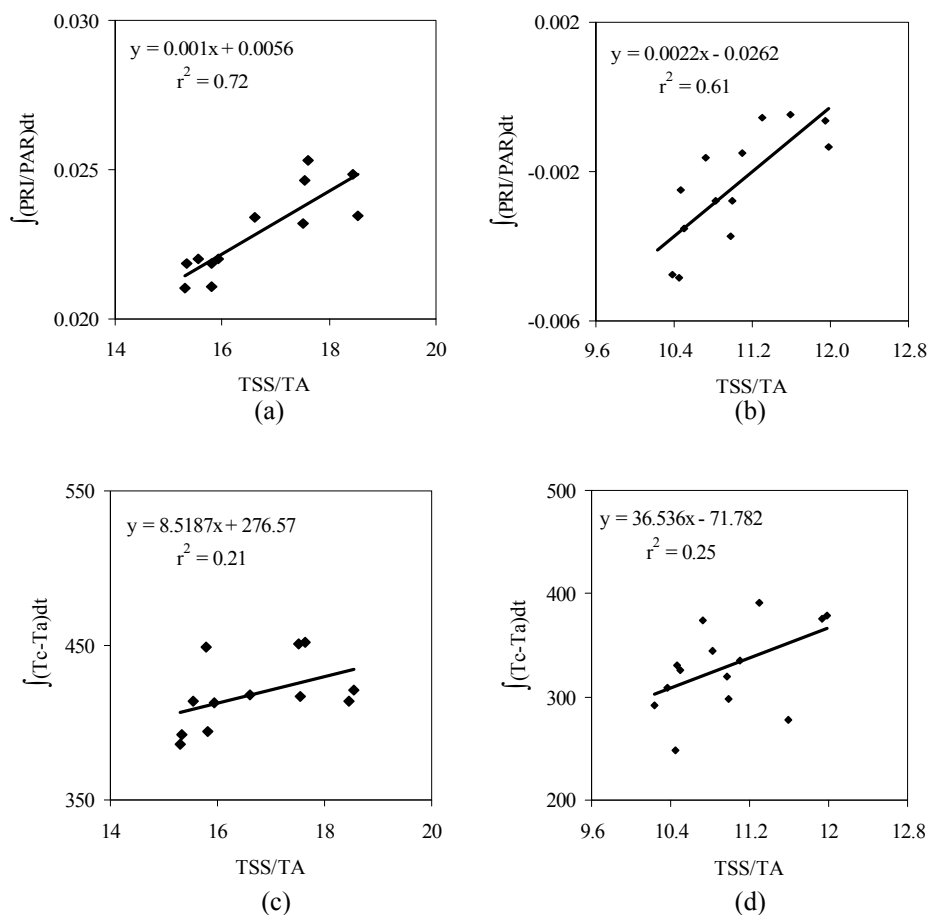 0.030
y = 0.001x + 0.0056
r² = 0.72
0.025
0.020
∫(PRI/PAR)dt
14 16 18 20
TSS/TA
(a)
0.002
y = 0.0022x - 0.0262
r² = 0.61
-0.002
-0.006
∫(PRI/PAR)dt
9.6 10.4 11.2 12.0 12.8
TSS/TA
(b)
550
y = 8.5187x + 276.57
r² = 0.21
450
350
∫(Tc-Ta)dt
14 16 18 20
TSS/TA
(c)
500
y = 36.536x - 71.782
r² = 0.25
400
300
200
∫(Tc-Ta)dt
9.6 10.4 11.2 12 12.8
TSS/TA
(d)